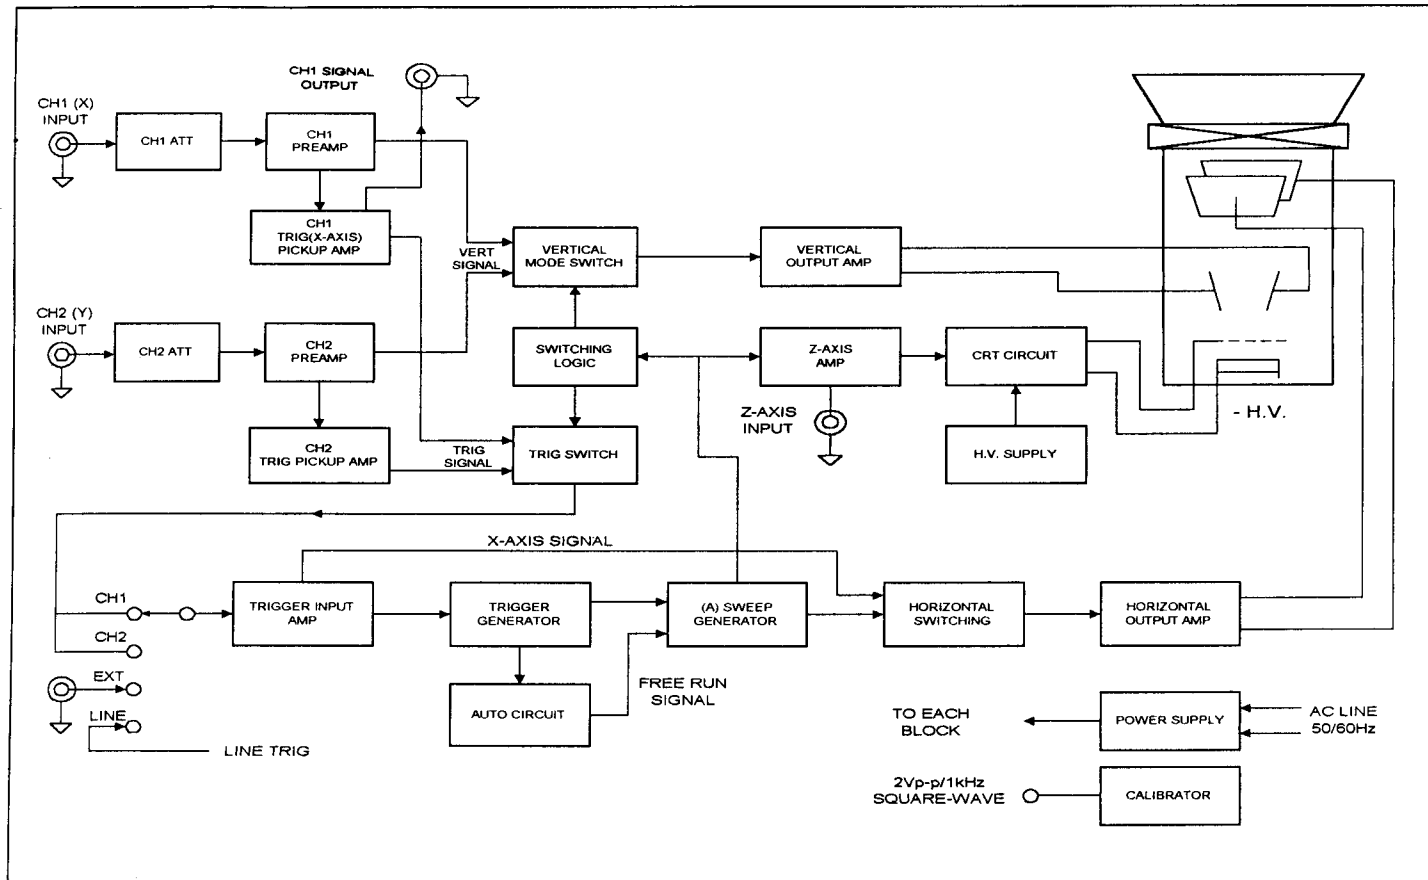 CH1 SIGNAL
OUTPUT
CH1 (X)
INPUT
CH1 ATT
CH1
PREAMP
CH1
TRIG(X-AXIS)
PICKUP AMP
VERT
SIGNAL
VERTICAL
MODE SWITCH
VERTICAL
OUTPUT AMP
CH2 (Y)
INPUT
CH2 ATT
CH2
PREAMP
SWITCHING
LOGIC
Z-AXIS
AMP
CRT CIRCUIT
- H.V.
Z-AXIS
INPUT
CH2
TRIG PICKUP AMP
TRIG
SIGNAL
TRIG SWITCH
H.V. SUPPLY
X-AXIS SIGNAL
CH1
TRIGGER INPUT
AMP
TRIGGER
GENERATOR
(A) SWEEP
GENERATOR
HORIZONTAL
SWITCHING
HORIZONTAL
OUTPUT AMP
CH2
EXT
LINE
LINE TRIG
AUTO CIRCUIT
FREE RUN
SIGNAL
TO EACH
BLOCK
POWER SUPPLY
AC LINE
50/60Hz
2Vp-p/1kHz
SQUARE-WAVE
CALIBRATOR